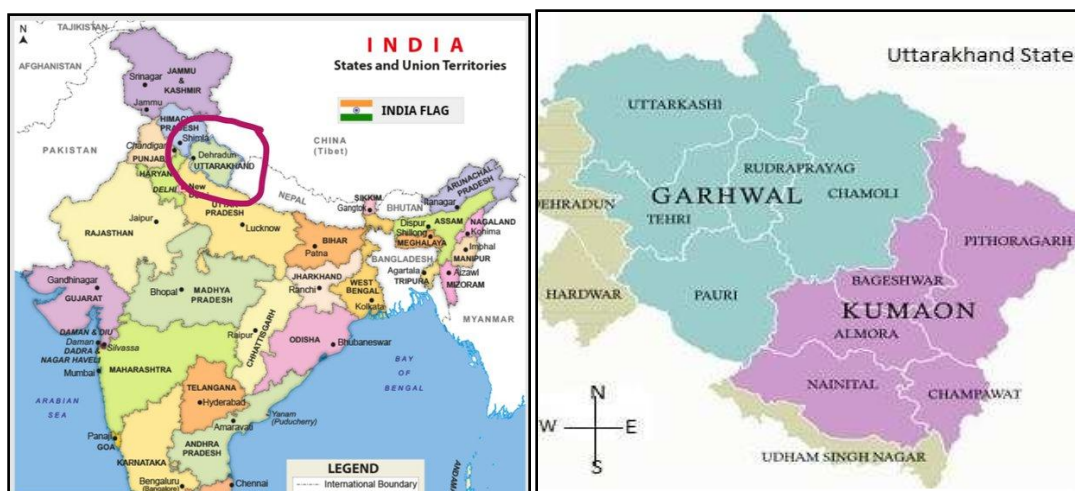 N
TAJIKISTAN
AFGHANISTAN
INDIA
States and Union Territories
INDIA FLAG
JAMMU
&
KASHMIR
Srinagar
Jammu
HIMACHAL
PRADESH
Shimla
Chandigarh
PUNJAB
Dehradun
UTTARAKHAND
HARYANA
DELHI
New
PAKISTAN
CHINA
(Tibet)
NEPAL
UTTAR
PRADESH
Lucknow
Jaipur
RAJASTHAN
SIKKIM
Gangtok
BHUTAN
ARUNACHAL
PRADESH
Itanagar
ASSAM
Dispur
NAGALAND
Kohima
Shillong
MEGHALAYA
Imphal
MANIPUR
BANGLADESH
Agartala
TRIPURA
Aizawl
MIZORAM
MYANMAR
BIHAR
Patna
JHARKHAND
Ranchi
WEST
BENGAL
Kolkata
Gandhinagar
GUJARAT
Bhopal
MADHYA
PRADESH
CHHATTISGARH
Raipur
ODISHA
Bhubaneswar
DAMAN & DIU
Daman
DADRA &
NAGAR HAVELI
Silvassa
Mumbai
MAHARASHTRA
ARABIAN
SEA
BAY
OF
BENGAL
TELANGANA
Hyderabad
Amaravati
Yanam
(Puducherry)
ANDHRA
PRADESH
Panaji
GOA
KARNATAKA
Bengaluru
(Bangalore)
Chennai
LEGEND
International Boundary
ANDAMA
Uttarakhand State
UTTARKASHI
RUDRAPRAYAG
GARHWAL
CHAMOLI
DEHRADUN
TEHRI
PITHORAGARH
HARDWAR
PAURI
BAGESHWAR
KUMAON
ALMORA
NAINITAL
CHAMPAWAT
UDHAM SINGH NAGAR
N
W
E
S